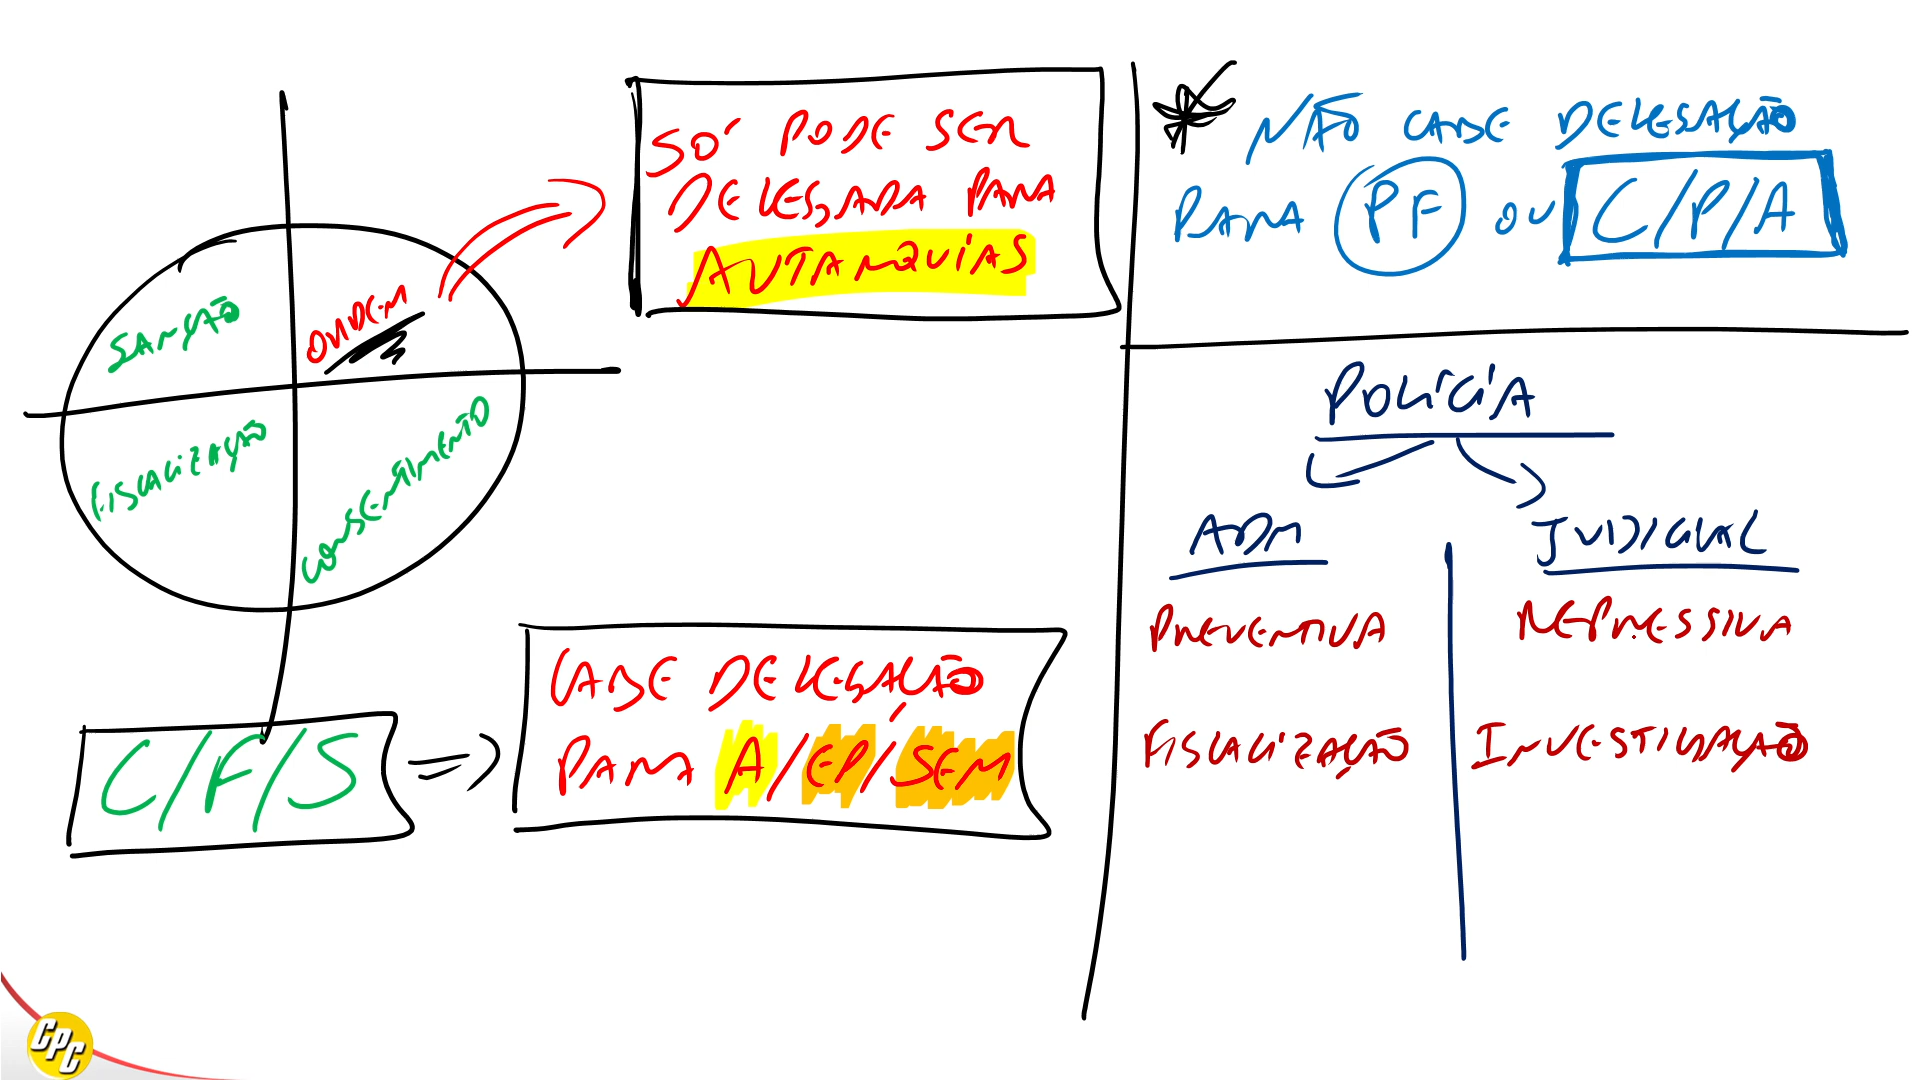 SANÇÃO
ORDEM
FISCALIZAÇÃO
CONSENTIMENTO
SÓ PODE SER
DELEGADA PARA
AUTARQUIAS
C/F/S
CABE DELEGAÇÃO
PARA A/EP/SEM
NÃO CABE DELEGAÇÃO
PARA PF OU C/P/A
POLÍCIA
ADM
JUDICIAL
PREVENTIVA
REPRESSIVA
FISCALIZAÇÃO
INVESTIGAÇÃO
CPC